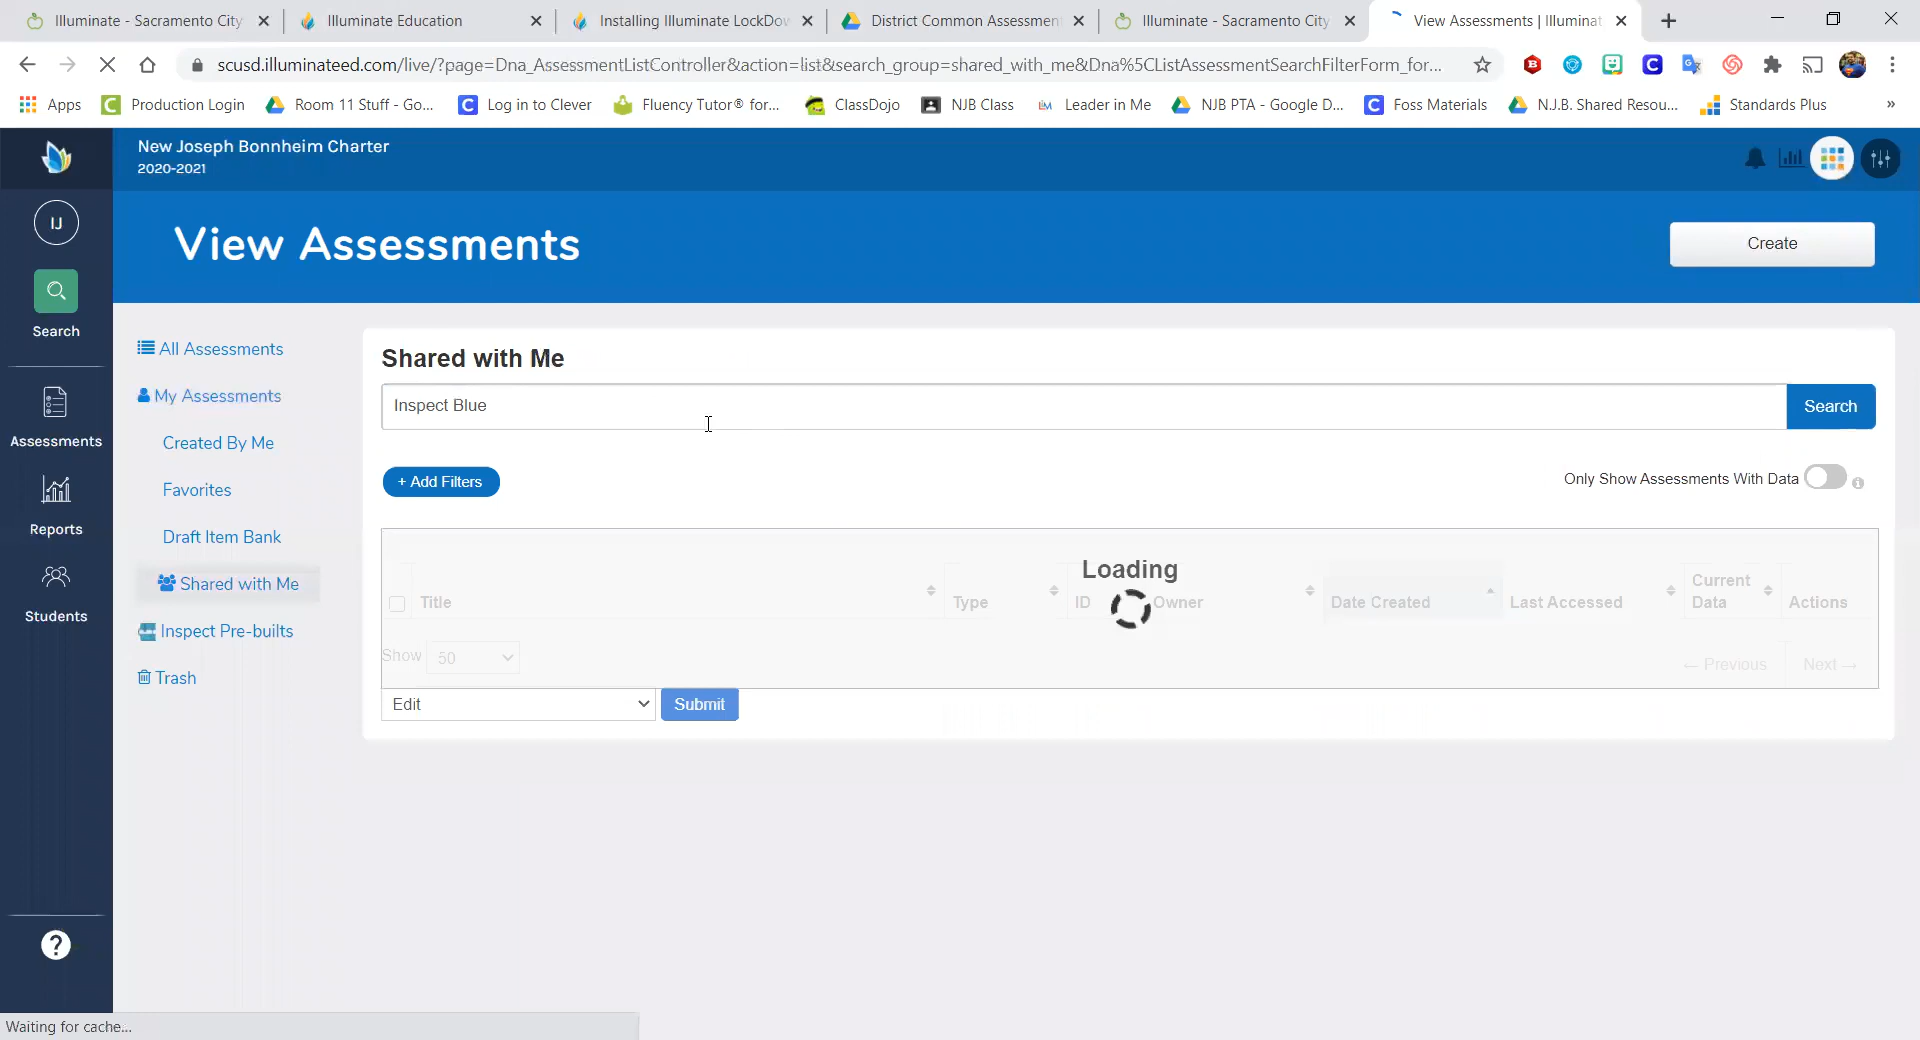 Illuminate - Sacramento City
Illuminate Education
Installing Illuminate LockDow
District Common Assessmen
Illuminate - Sacramento City
View Assessments | Illuminat
scusd.illuminateed.com/live/?page=Dna_AssessmentListController&action=list&search_group=shared_with_me&Dna%5CListAssessmentSearchFilterForm_for...
Apps
Production Login
Room 11 Stuff - Go...
Log in to Clever
Fluency Tutor® for...
ClassDojo
NJB Class
Leader in Me
NJB PTA - Google D...
Foss Materials
N.J.B. Shared Resou...
Standards Plus
»
New Joseph Bonnheim Charter
2020-2021
IJ
Search
Assessments
Reports
Students
?
View Assessments
Create
All Assessments
My Assessments
Created By Me
Favorites
Draft Item Bank
Shared with Me
Inspect Pre-builts
Trash
Shared with Me
Inspect Blue
Search
+ Add Filters
Only Show Assessments With Data
Loading
Title
Type
ID
Owner
Date Created
Last Accessed
Current Data
Actions
Show 50
← Previous
Next →
Edit
Submit
Waiting for cache...